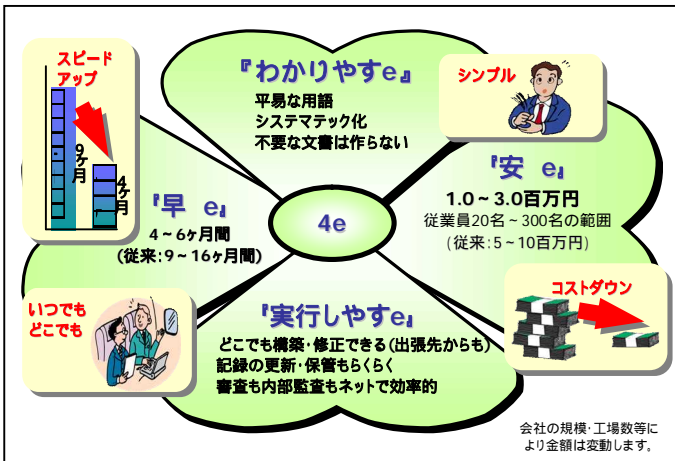 スピード
アップ
9ヶ月
4ヶ月
『わかりやすe』
平易な用語
システマテック化
不要な文書は作らない
シンプル
『早 e』
4~6ヶ月間
(従来:9~16ヶ月間)
4e
『安 e』
1.0~3.0百万円
従業員20名~300名の範囲
(従来:5~10百万円)
いつでも
どこでも
『実行しやすe』
どこでも構築・修正できる(出張先からも)
記録の更新・保管もらくらく
審査も内部監査もネットで効率的
コストダウン
会社の規模・工場数等に
より金額は変動します。